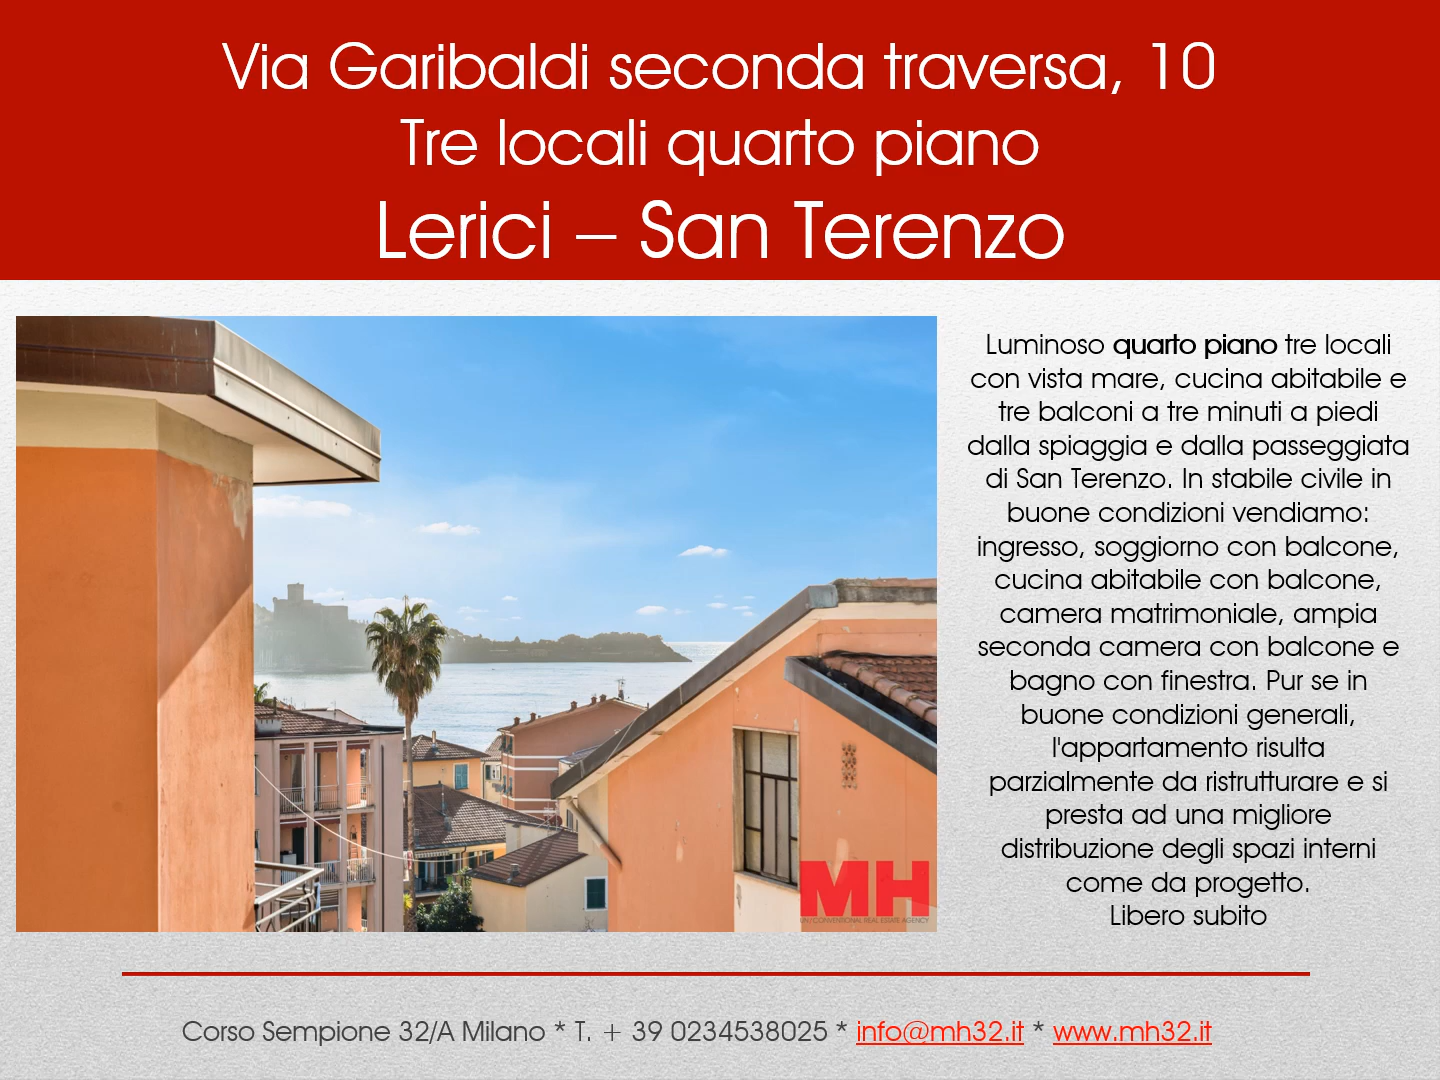 Via Garibaldi seconda traversa, 10
Tre locali quarto piano
Lerici – San Terenzo
Luminoso quarto piano tre locali
con vista mare, cucina abitabile e
tre balconi a tre minuti a piedi
dalla spiaggia e dalla passeggiata
di San Terenzo. In stabile civile in
buone condizioni vendiamo:
ingresso, soggiorno con balcone,
cucina abitabile con balcone,
camera matrimoniale, ampia
seconda camera con balcone e
bagno con finestra. Pur se in
buone condizioni generali,
l'appartamento risulta
parzialmente da ristrutturare e si
presta ad una migliore
distribuzione degli spazi interni
come da progetto.
Libero subito
MH
UN/CONVENTIONAL REAL ESTATE AGENCY
Corso Sempione 32/A Milano * T. + 39 0234538025 * info@mh32.it * www.mh32.it